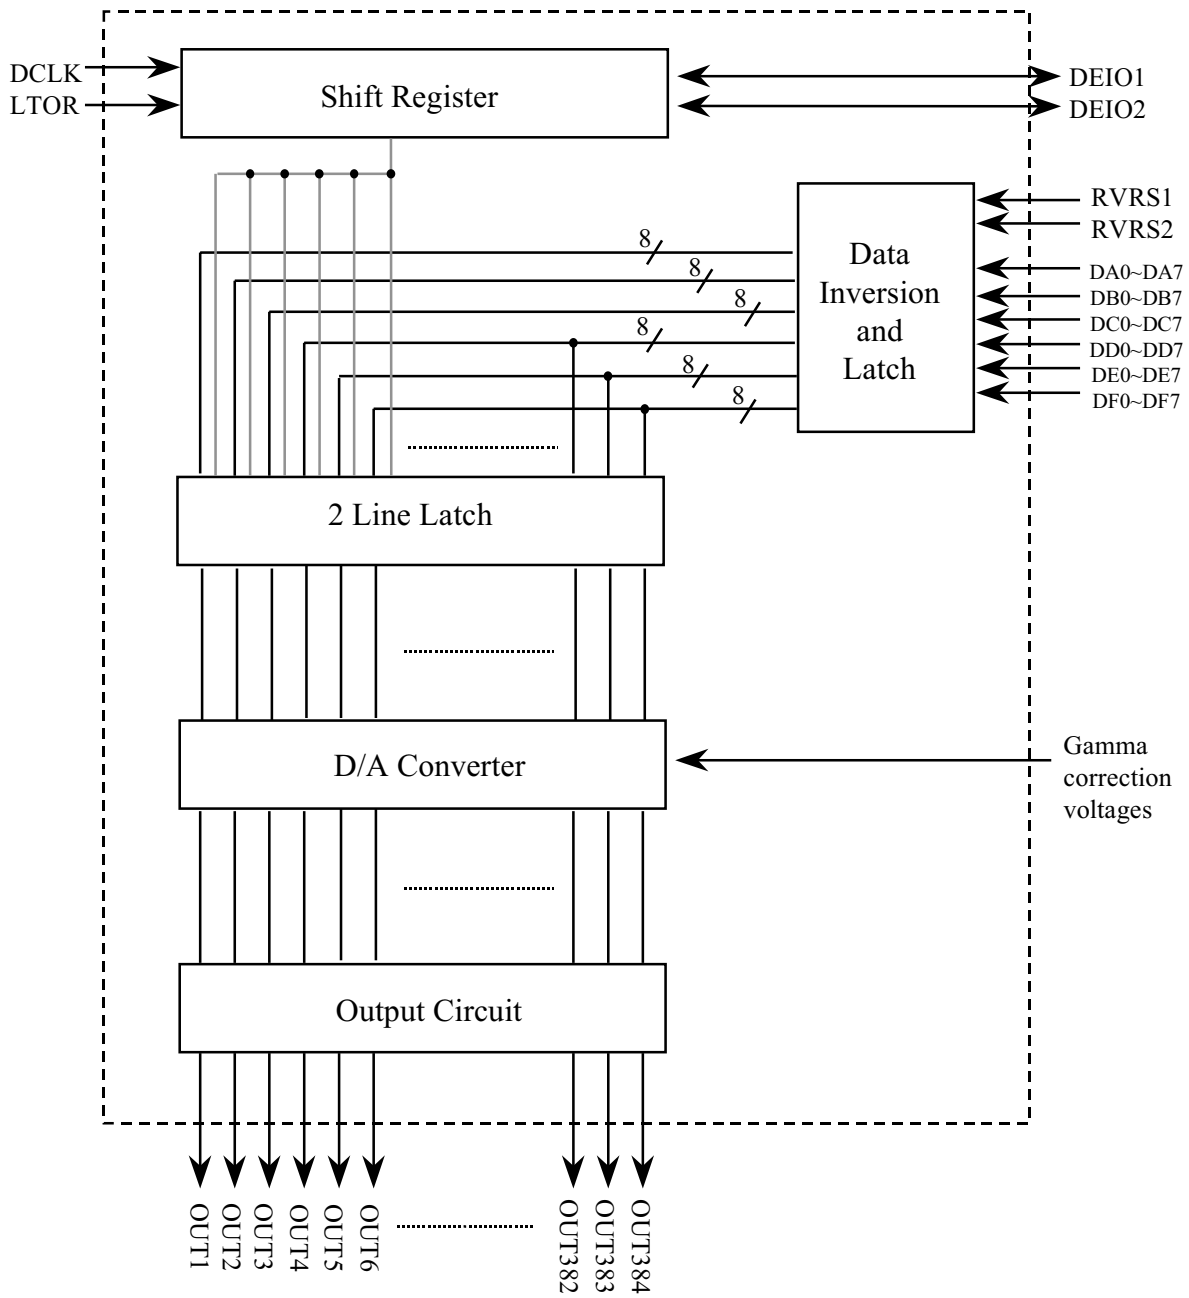 DCLK
LTOR
Shift Register
DEIO1
DEIO2
RVRS1
RVRS2
DA0~DA7
DB0~DB7
DC0~DC7
DD0~DD7
DE0~DE7
DF0~DF7
Data
Inversion
and
Latch
8
8
8
8
8
8
2 Line Latch
D/A Converter
Gamma
correction
voltages
Output Circuit
OUT1
OUT2
OUT3
OUT4
OUT5
OUT6
OUT382
OUT383
OUT384